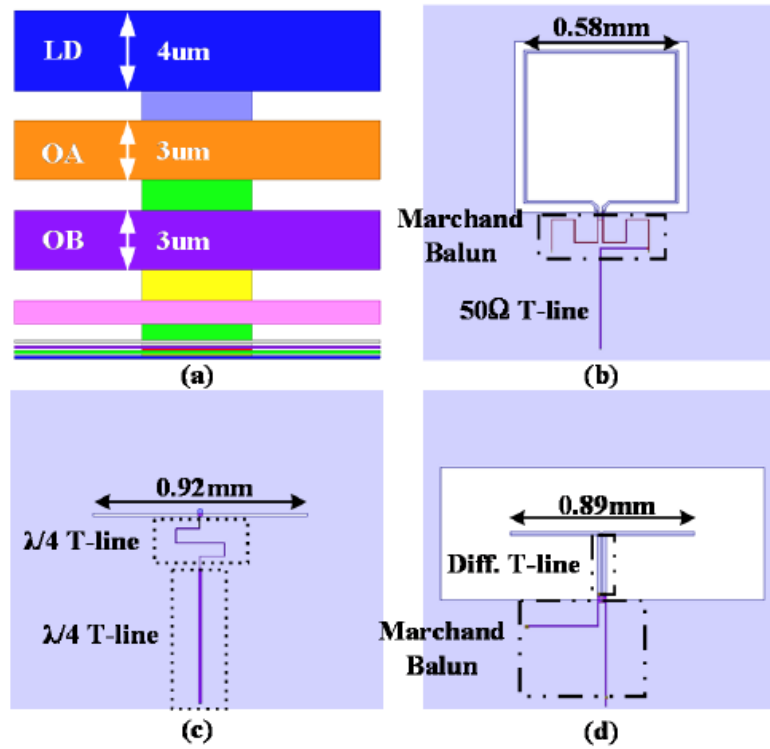 LD 4um
OA 3um
OB 3um
(a)
0.58mm
Marchand
Balun
50Ω T-line
(b)
0.92mm
λ/4 T-line
λ/4 T-line
(c)
0.89mm
Diff. T-line
Marchand
Balun
(d)